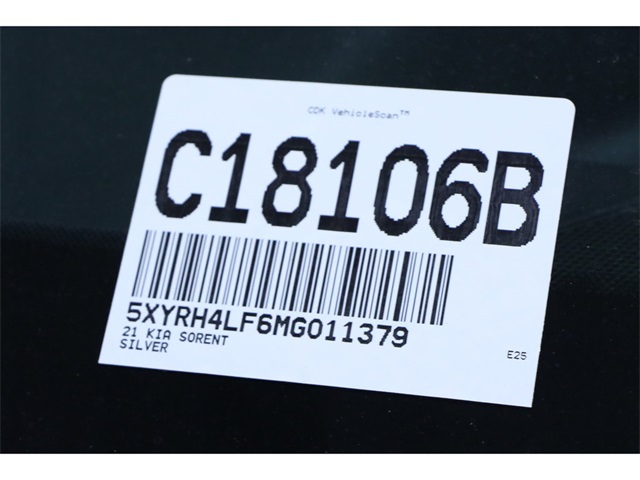 CDK VehicleScan™
C18106B
5XYRH4LF6MG011379
21 KIA SORENT
SILVER
E25